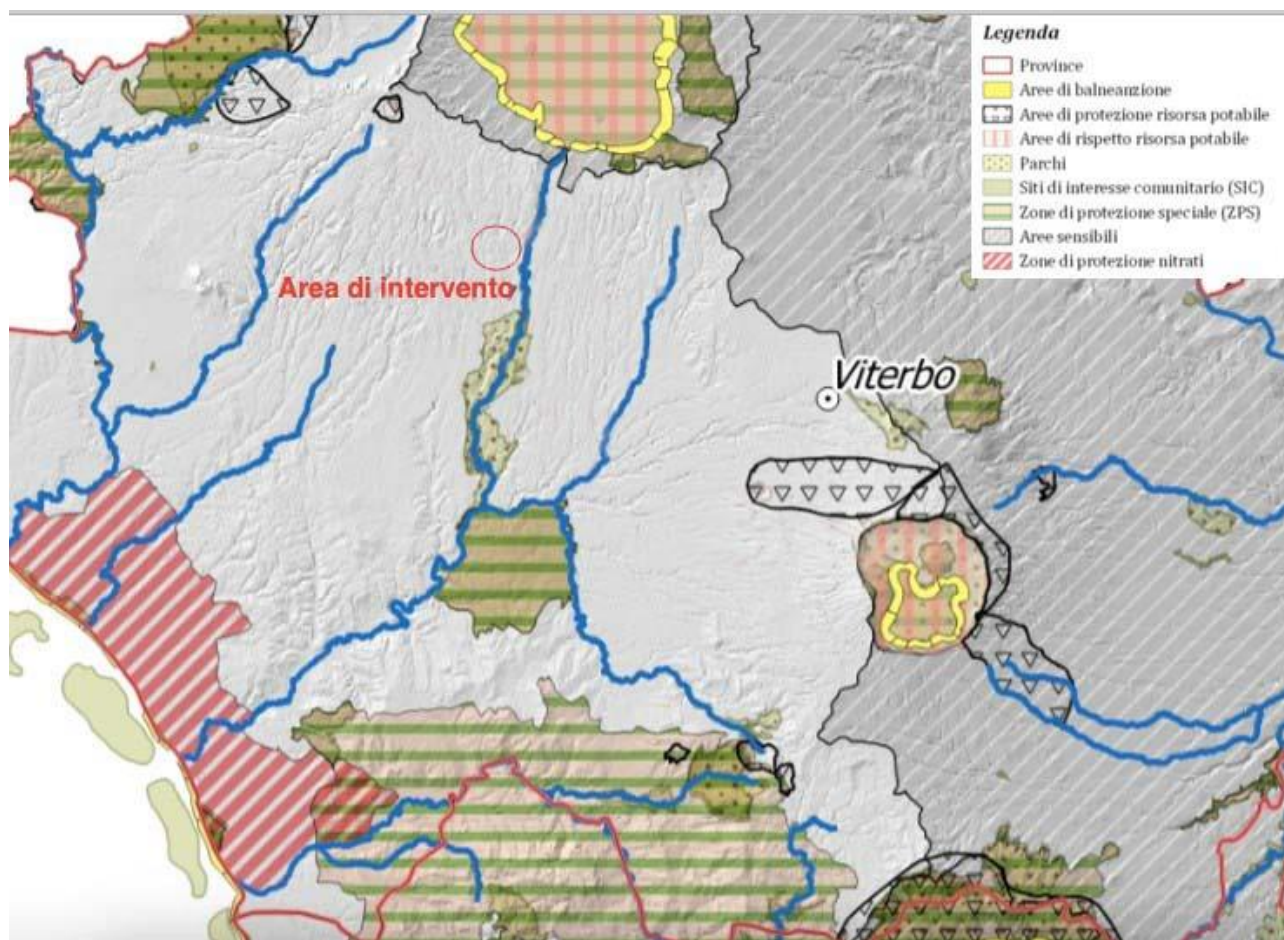 Legenda
Province
Aree di balneanzione
Aree di protezione risorsa potabile
Aree di rispetto risorsa potabile
Parchi
Siti di interesse comunitario (SIC)
Zone di protezione speciale (ZPS)
Aree sensibili
Zone di protezione nitrati
Area di intervento
Viterbo